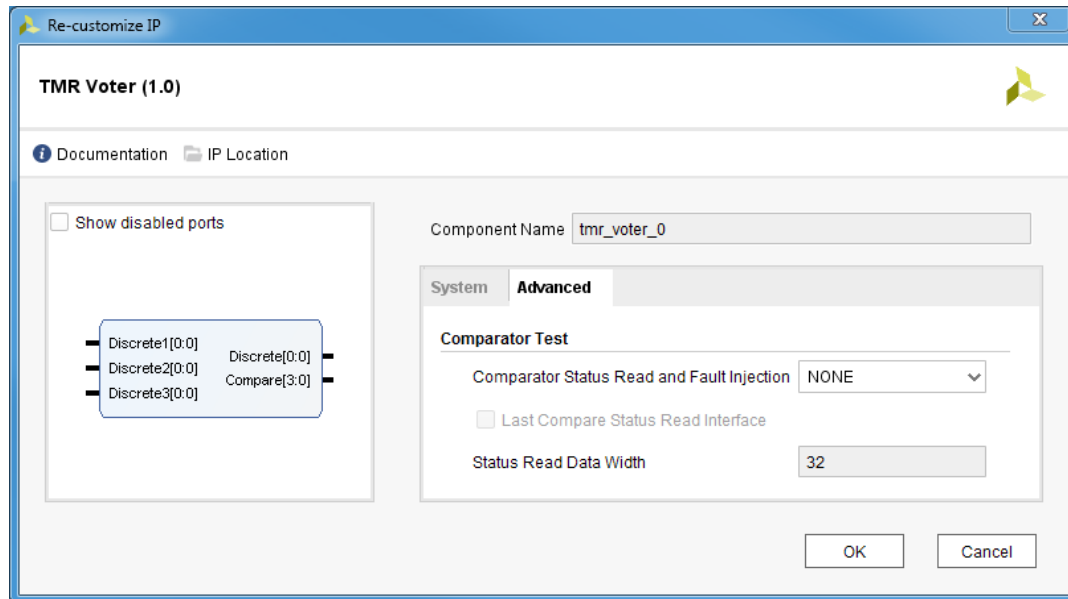 Re-customize IP
TMR Voter (1.0)
Documentation IP Location
Show disabled ports
Discrete1[0:0]
Discrete2[0:0]
Discrete3[0:0]
Discrete[0:0]
Compare[3:0]
Component Name tmr_voter_0
System Advanced
Comparator Test
Comparator Status Read and Fault Injection NONE
Last Compare Status Read Interface
Status Read Data Width 32
OK Cancel